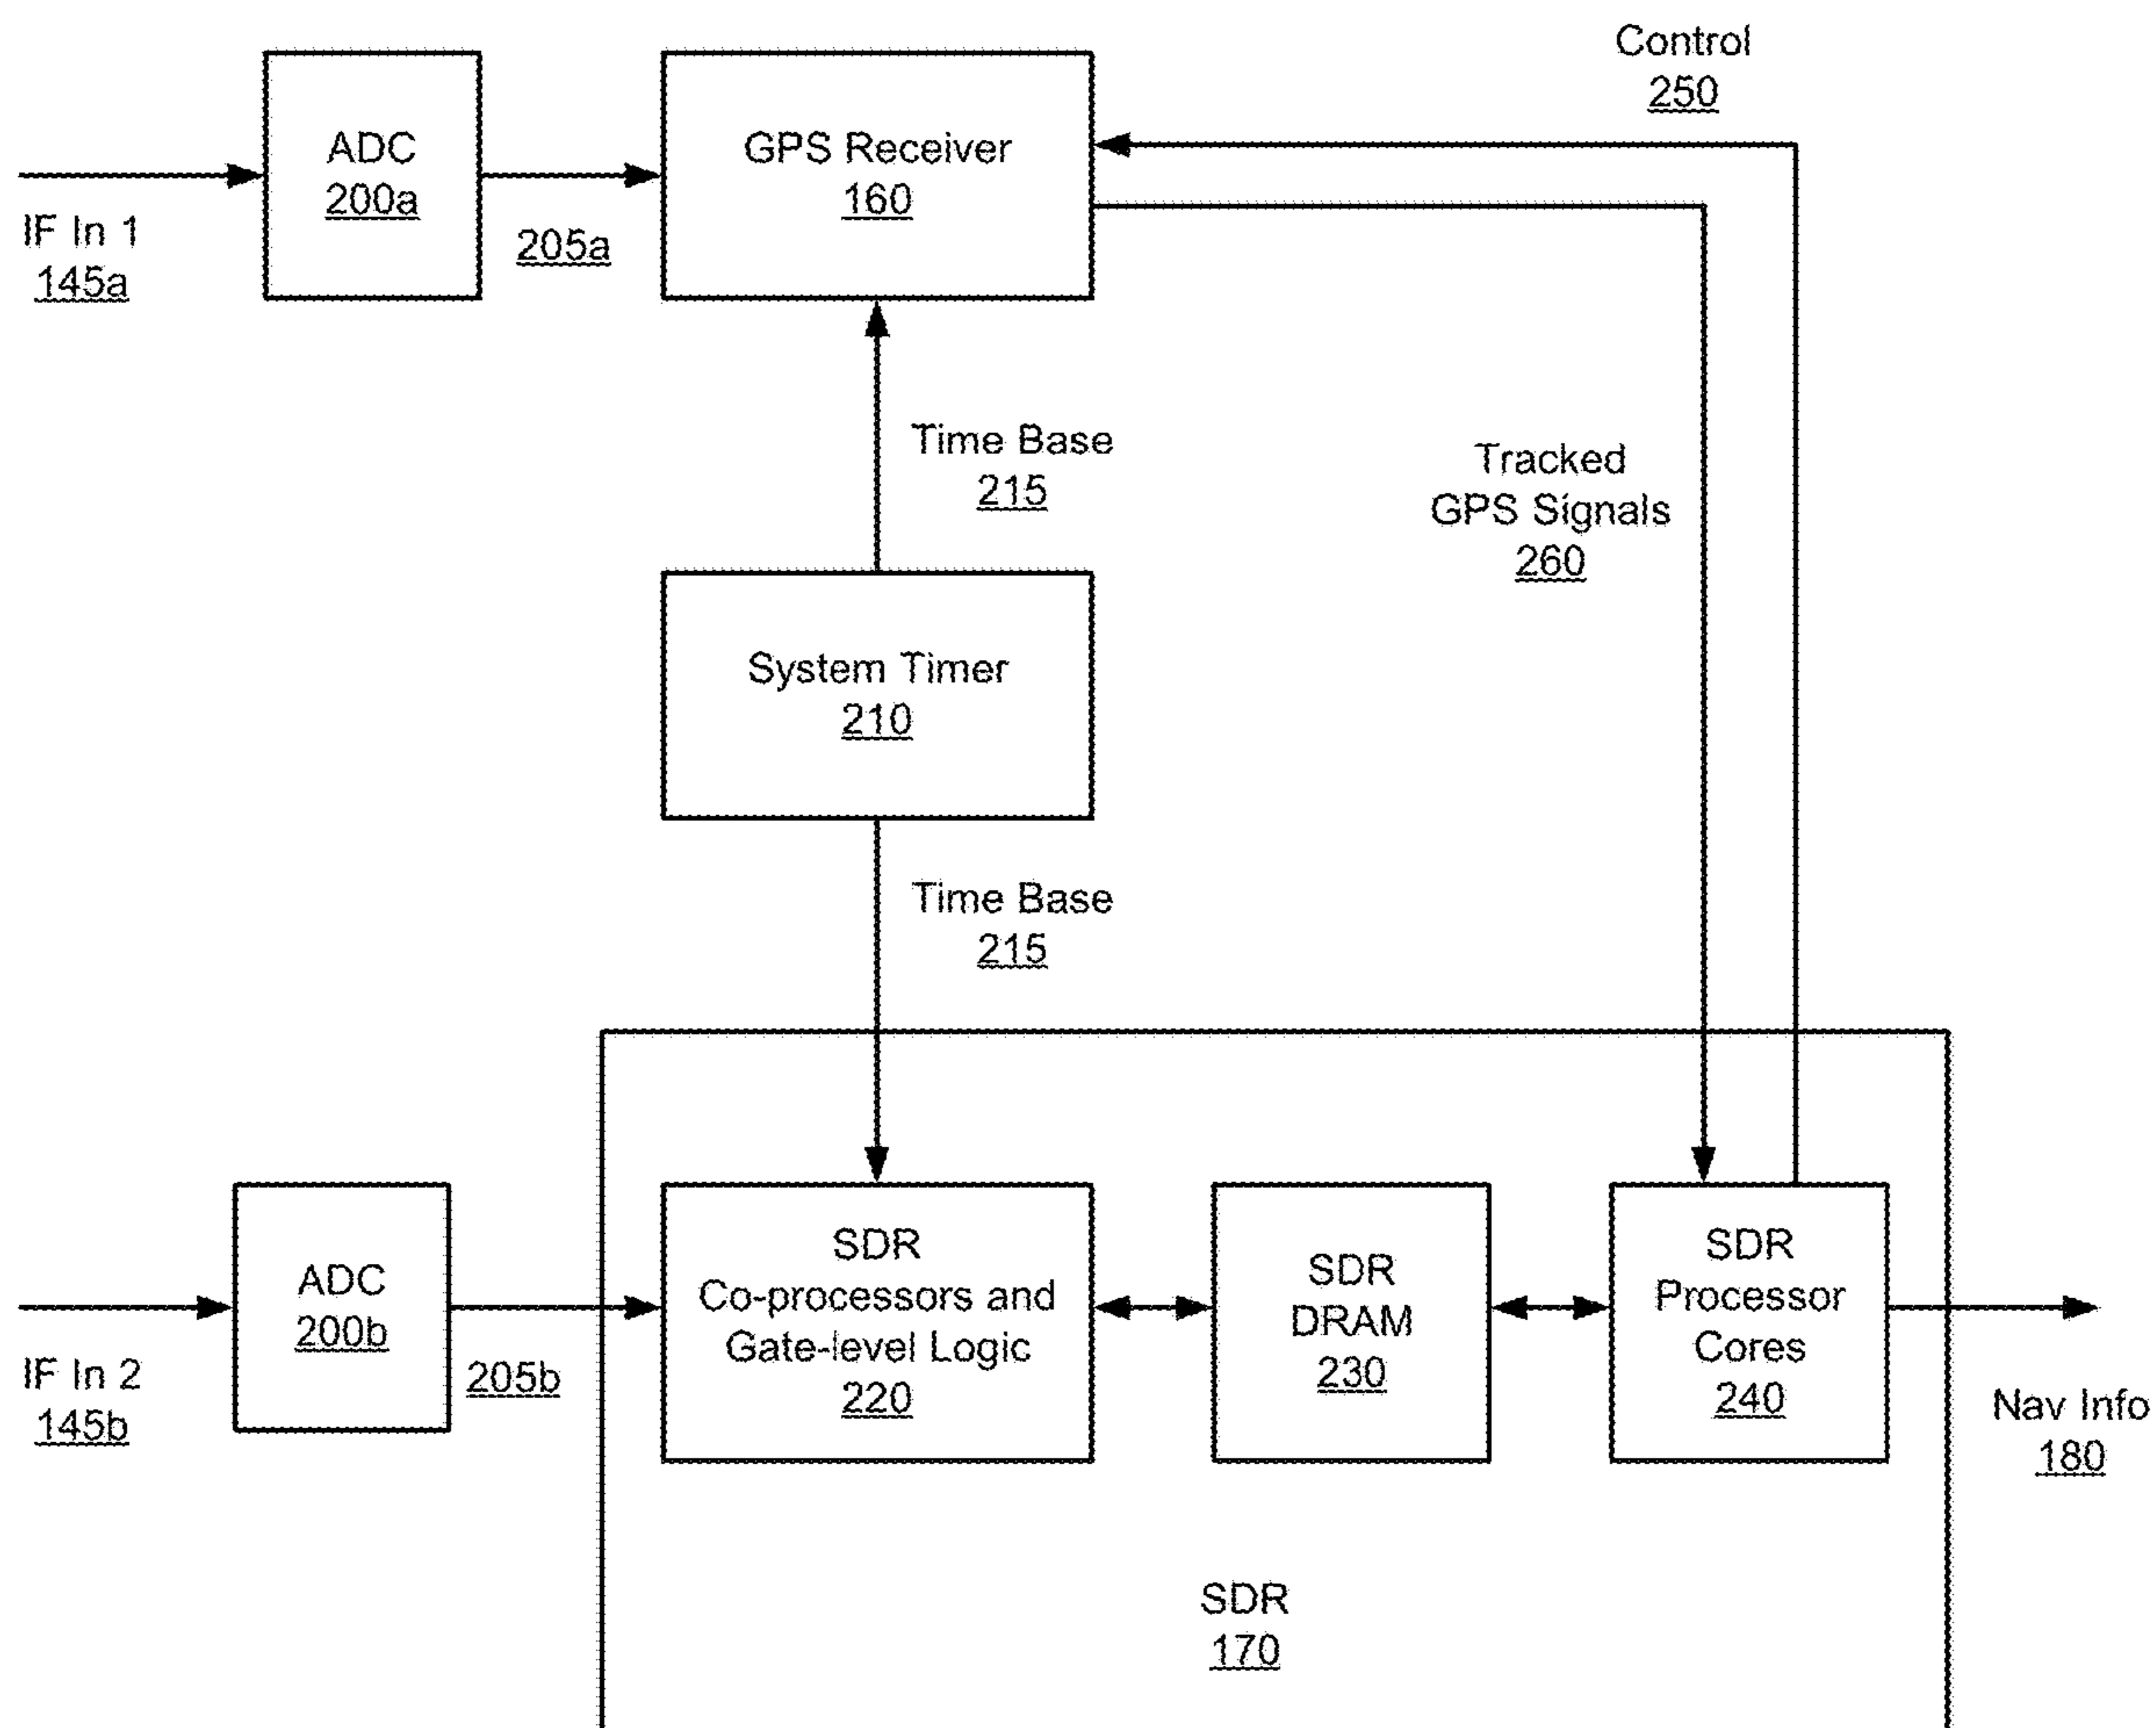 Control
250
ADC
200a
GPS Receiver
160
IF In 1
145a
205a
Time Base
215
Tracked
GPS Signals
260
System Timer
210
Time Base
215
SDR
Co-processors and
Gate-level Logic
220
SDR
DRAM
230
SDR
Processor
Cores
240
ADC
200b
IF In 2
145b
205b
Nav Info
180
SDR
170